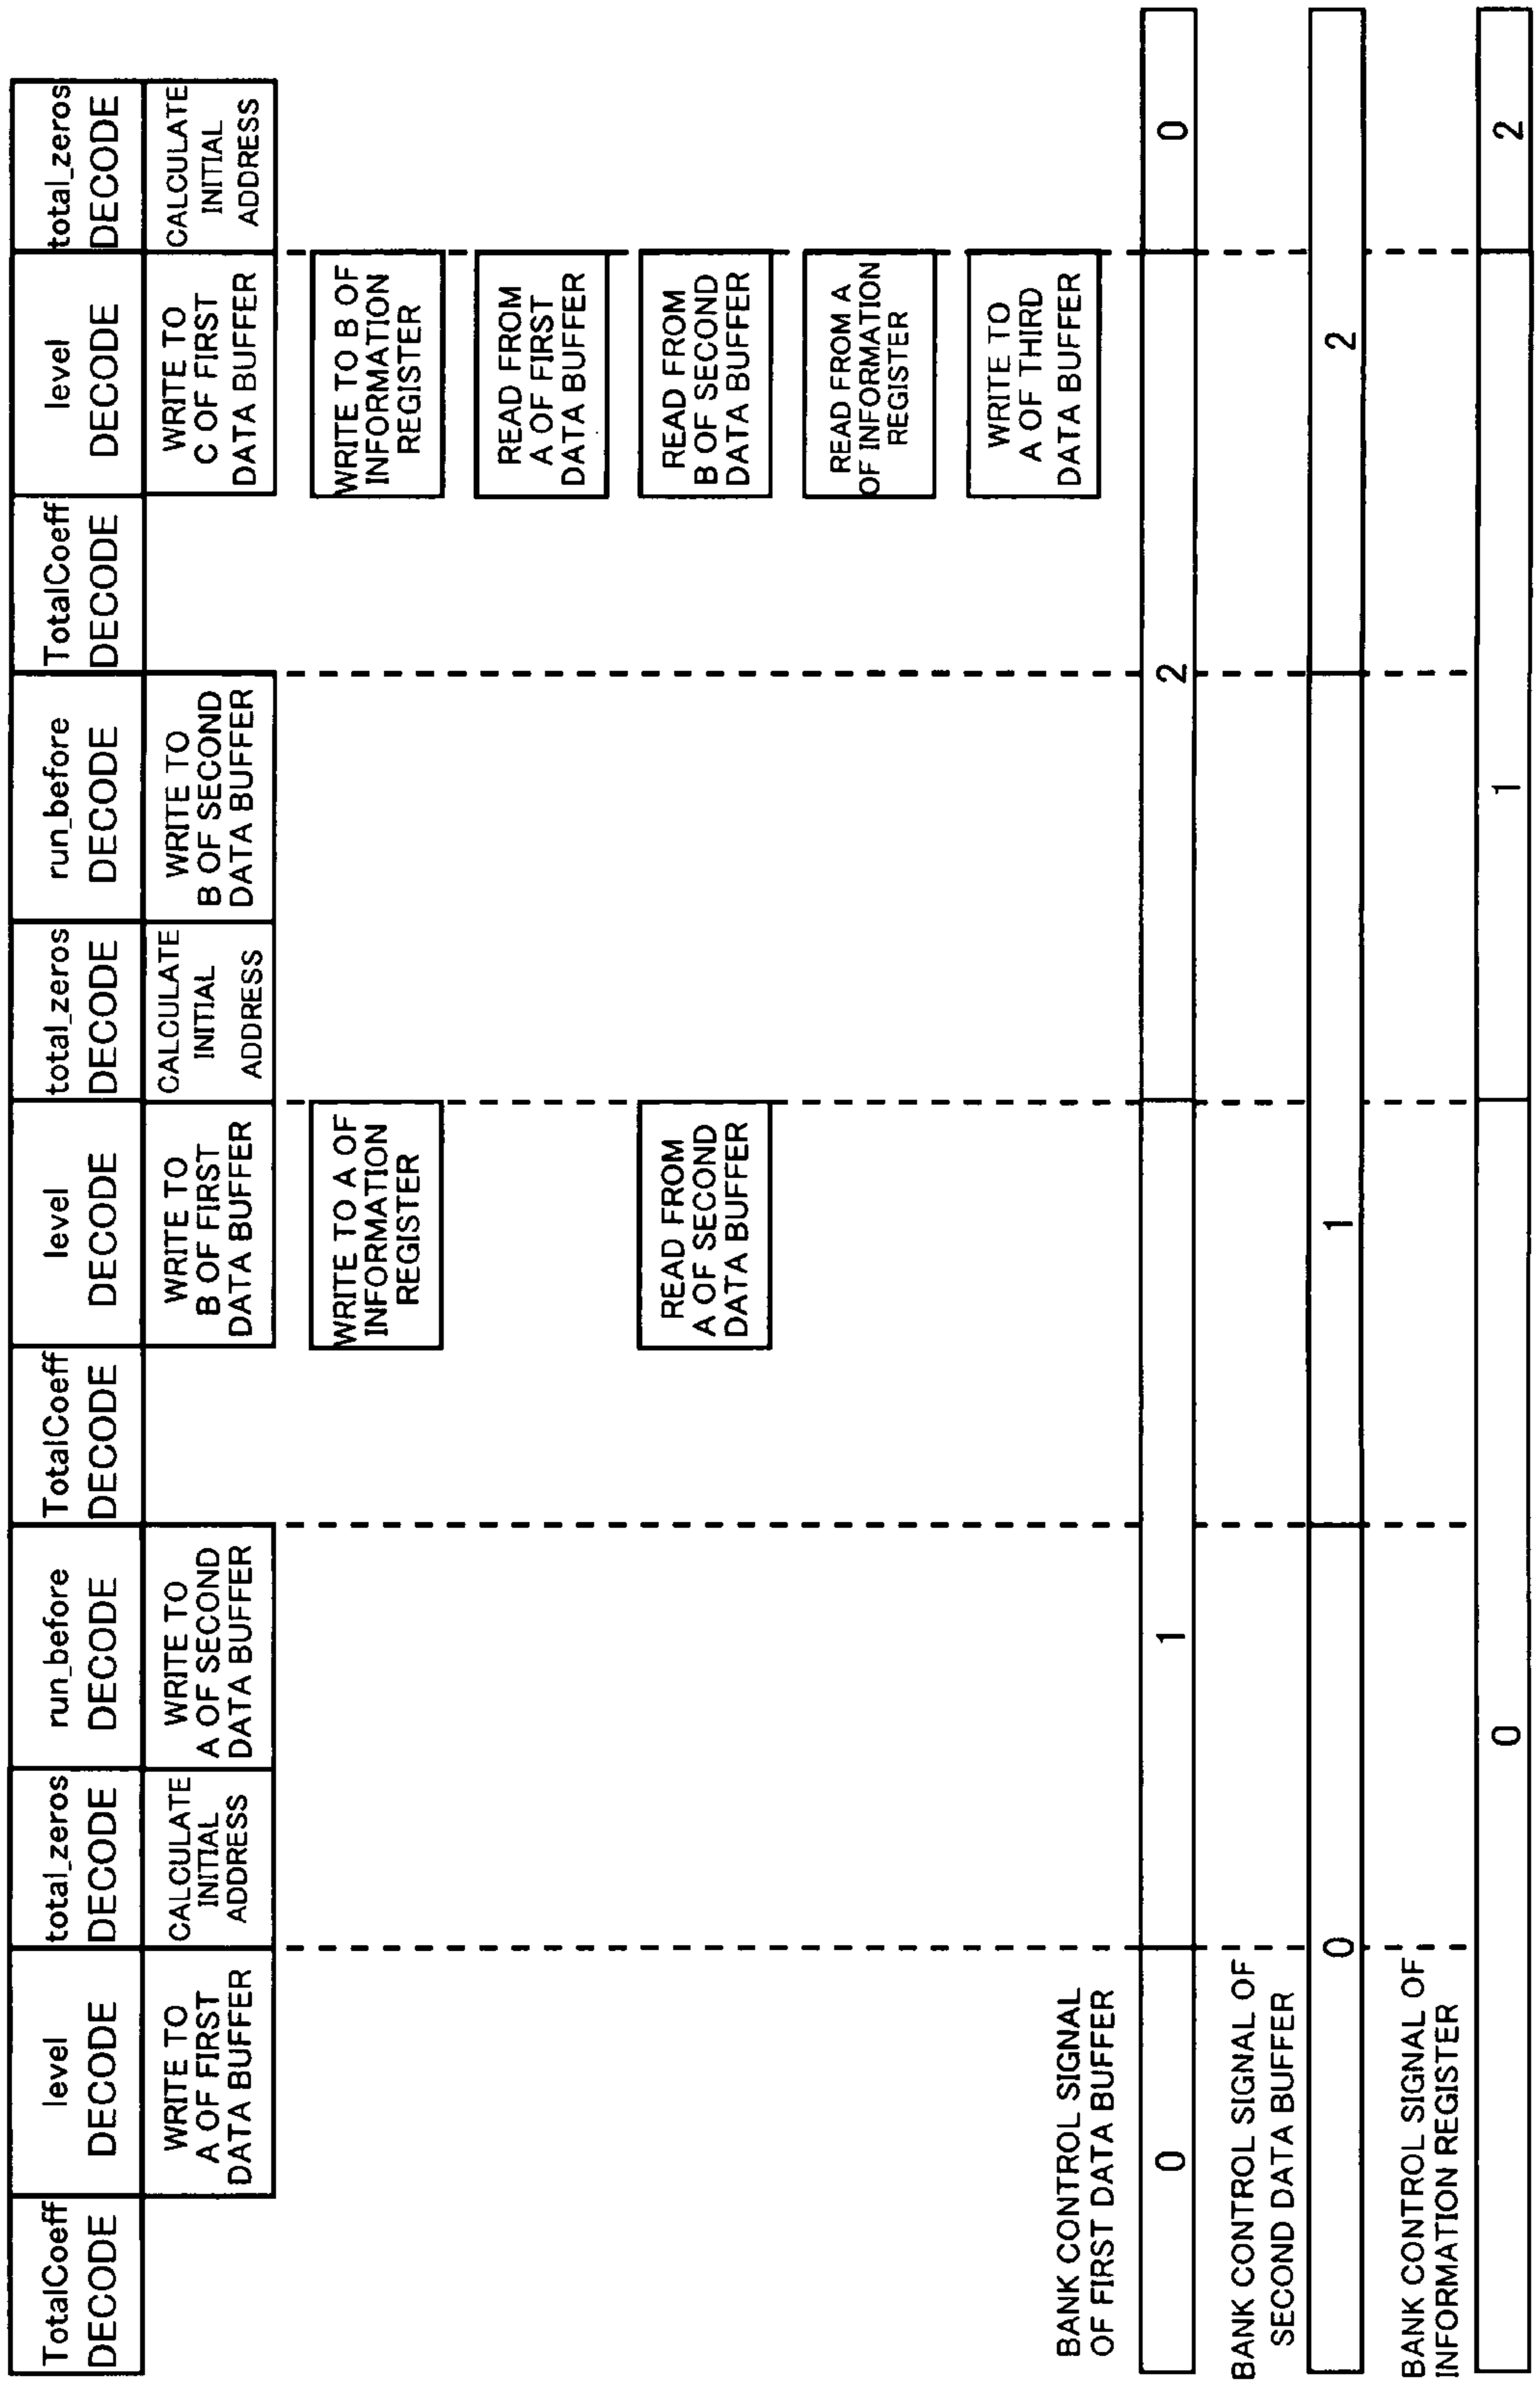 TotalCoeff
DECODE
level
DECODE
total_zeros
DECODE
run_before
DECODE
TotalCoeff
DECODE
level
DECODE
total_zeros
DECODE
run_before
DECODE
TotalCoeff
DECODE
level
DECODE
total_zeros
DECODE
WRITE TO
A OF FIRST
DATA BUFFER
CALCULATE
INITIAL
ADDRESS
WRITE TO
A OF SECOND
DATA BUFFER
WRITE TO
B OF FIRST
DATA BUFFER
CALCULATE
INITIAL
ADDRESS
WRITE TO
B OF SECOND
DATA BUFFER
WRITE TO
C OF FIRST
DATA BUFFER
CALCULATE
INITIAL
ADDRESS
WRITE TO A OF
INFORMATION
REGISTER
WRITE TO B OF
INFORMATION
REGISTER
READ FROM
A OF FIRST
DATA BUFFER
READ FROM
A OF SECOND
DATA BUFFER
READ FROM
B OF SECOND
DATA BUFFER
READ FROM A
OF INFORMATION
REGISTER
WRITE TO
A OF THIRD
DATA BUFFER
BANK CONTROL SIGNAL
OF FIRST DATA BUFFER
0
1
2
0
BANK CONTROL SIGNAL OF
SECOND DATA BUFFER
0
1
2
BANK CONTROL SIGNAL OF
INFORMATION REGISTER
0
1
2